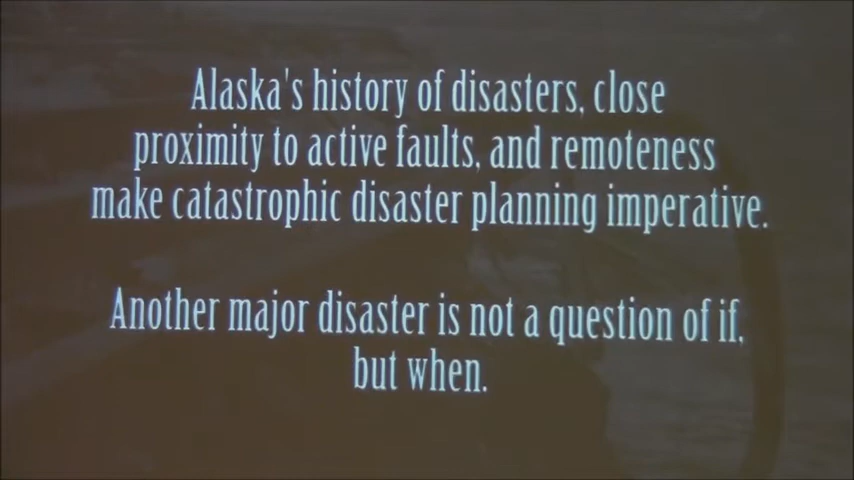 Alaska's history of disasters, close
proximity to active faults, and remoteness
make catastrophic disaster planning imperative.
Another major disaster is not a question of if,
but when.